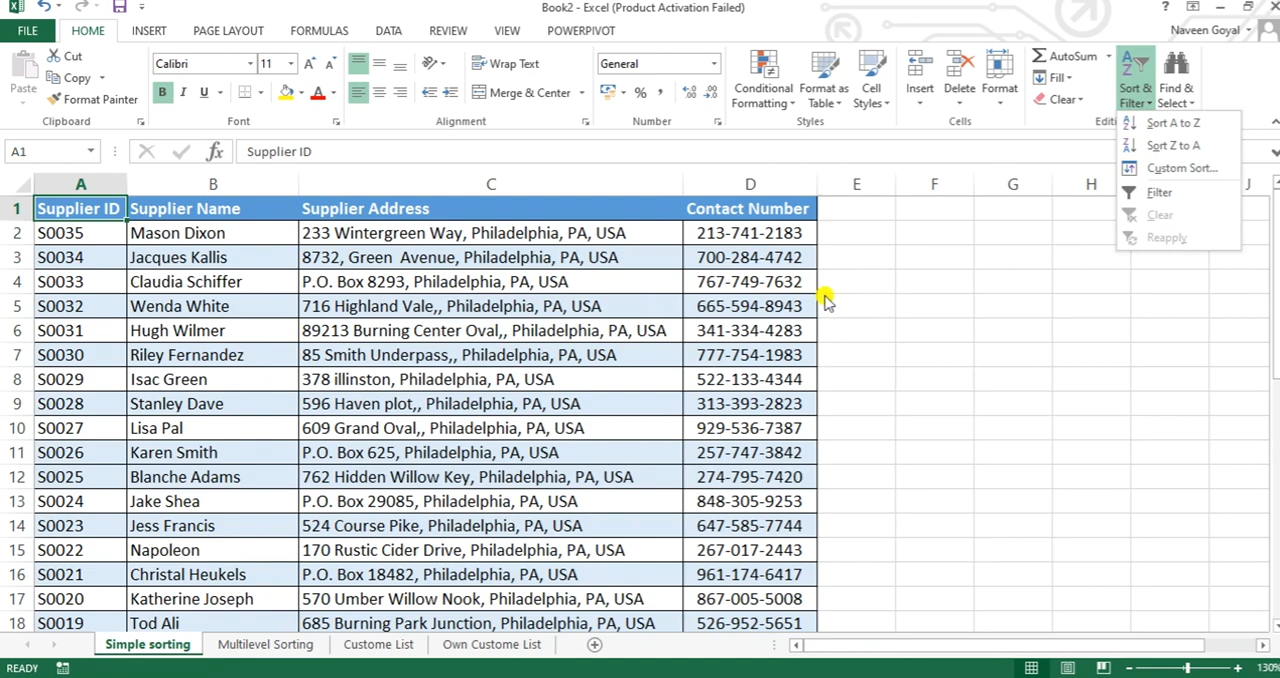 Book2 - Excel (Product Activation Failed)
FILE HOME INSERT PAGE LAYOUT FORMULAS DATA REVIEW VIEW POWERPIVOT Naveen Goyal
Paste
Cut
Copy
Format Painter
Clipboard
Calibri 11
B I U A
Font
Wrap Text
Merge & Center
Alignment
General
%
Number
Conditional Formatting
Format as Table
Cell Styles
Styles
Insert Delete Format
Cells
AutoSum
Fill
Clear
Sort & Filter
Find & Select
Sort A to Z
Sort Z to A
Custom Sort...
Filter
Clear
Reapply
A1 fx Supplier ID
A B C D E F G H J
1 Supplier ID Supplier Name Supplier Address Contact Number
2 S0035 Mason Dixon 233 Wintergreen Way, Philadelphia, PA, USA 213-741-2183
3 S0034 Jacques Kallis 8732, Green  Avenue, Philadelphia, PA, USA 700-284-4742
4 S0033 Claudia Schiffer P.O. Box 8293, Philadelphia, PA, USA 767-749-7632
5 S0032 Wenda White 716 Highland Vale,, Philadelphia, PA, USA 665-594-8943
6 S0031 Hugh Wilmer 89213 Burning Center Oval,, Philadelphia, PA, USA 341-334-4283
7 S0030 Riley Fernandez 85 Smith Underpass,, Philadelphia, PA, USA 777-754-1983
8 S0029 Isac Green 378 illinston, Philadelphia, PA, USA 522-133-4344
9 S0028 Stanley Dave 596 Haven plot,, Philadelphia, PA, USA 313-393-2823
10 S0027 Lisa Pal 609 Grand Oval,, Philadelphia, PA, USA 929-536-7387
11 S0026 Karen Smith P.O. Box 625, Philadelphia, PA, USA 257-747-3842
12 S0025 Blanche Adams 762 Hidden Willow Key, Philadelphia, PA, USA 274-795-7420
13 S0024 Jake Shea P.O. Box 29085, Philadelphia, PA, USA 848-305-9253
14 S0023 Jess Francis 524 Course Pike, Philadelphia, PA, USA 647-585-7744
15 S0022 Napoleon 170 Rustic Cider Drive, Philadelphia, PA, USA 267-017-2443
16 S0021 Christal Heukels P.O. Box 18482, Philadelphia, PA, USA 961-174-6417
17 S0020 Katherine Joseph 570 Umber Willow Nook, Philadelphia, PA, USA 867-005-5008
18 S0019 Tod Ali 685 Burning Park Junction, Philadelphia, PA, USA 526-952-5651
Simple sorting Multilevel Sorting Custome List Own Custome List
READY 130%